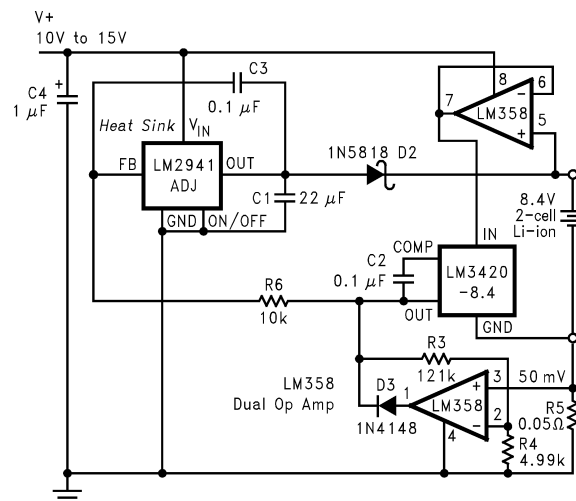 V+
10V to 15V
C4
+
1 µF
C3
0.1 µF
Heat Sink
VIN
FB
LM2941
ADJ
OUT
GND
ON/OFF
C1
22 µF
1N5818 D2
7
8
6
−
LM358
+
5
8.4V
2-cell
Li-ion
IN
COMP
C2
0.1 µF
LM3420
-8.4
OUT
GND
R6
10k
R3
121k
LM358
Dual Op Amp
D3
1N4148
1
3
+
LM358
−
2
4
50 mV
R5
0.05Ω
R4
4.99k